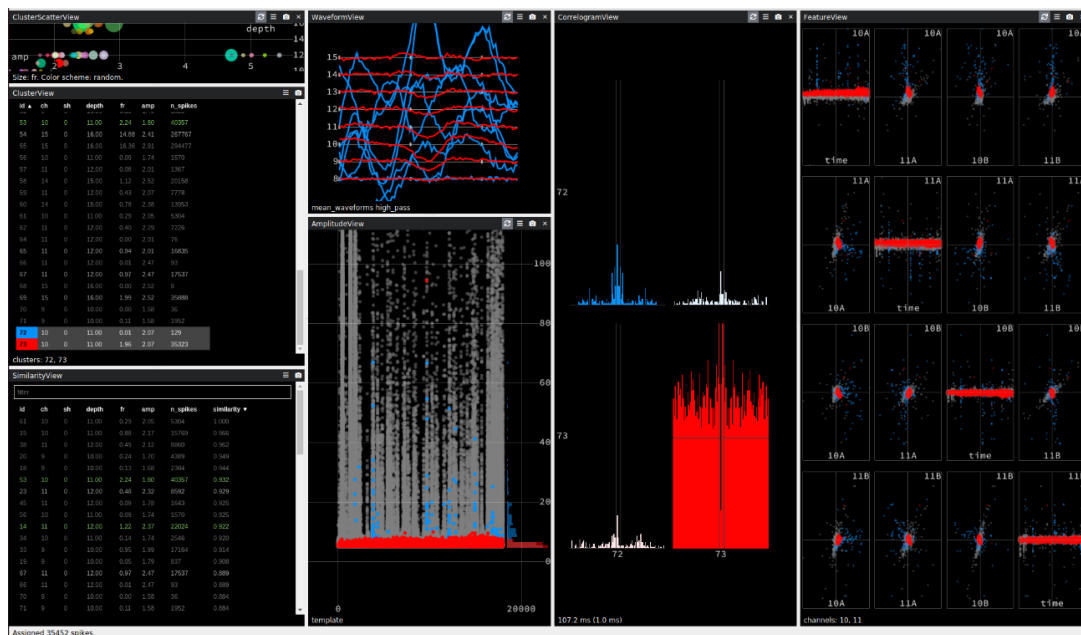 ClusterScatterView
depth
10
12
14
amp
2
3
4
5
Size: fr. Color scheme: random.
ClusterView
id ▲ ch sh depth fr amp n_spikes
53 10 0 11.00 2.24 1.80 40357
54 15 0 16.00 14.88 2.41 267767
55 15 0 16.00 16.36 2.91 294477
56 10 0 11.00 0.09 1.74 1570
57 11 0 12.00 0.08 2.01 1367
58 14 0 15.00 1.12 2.52 20158
59 11 0 12.00 0.43 2.07 7778
60 14 0 15.00 0.78 2.38 13953
61 10 0 11.00 0.29 2.05 5304
62 11 0 12.00 0.40 2.29 7226
64 11 0 12.00 0.00 2.01 76
65 11 0 12.00 0.94 2.01 16835
66 11 0 12.00 0.01 2.47 93
67 11 0 12.00 0.97 2.47 17537
68 15 0 16.00 0.00 2.52 8
69 15 0 16.00 1.99 2.52 35888
70 9 0 10.00 0.00 1.58 36
71 9 0 10.00 0.11 1.58 1952
72 10 0 11.00 0.01 2.07 129
73 10 0 11.00 1.96 2.07 35323
clusters: 72, 73
SimilarityView
filter
id ch sh depth fr amp n_spikes similarity ▼
61 10 0 11.00 0.29 2.05 5304 1.000
15 10 0 11.00 0.88 2.17 15769 0.966
38 11 0 12.00 0.49 2.12 8860 0.962
20 9 0 10.00 0.24 1.70 4389 0.949
18 9 0 10.00 0.13 1.68 2384 0.944
53 10 0 11.00 2.24 1.80 40357 0.932
23 11 0 12.00 0.48 2.32 8592 0.929
45 11 0 12.00 0.09 1.78 1643 0.925
56 10 0 11.00 0.09 1.74 1570 0.925
14 11 0 12.00 1.22 2.37 22024 0.922
34 10 0 11.00 0.14 1.74 2546 0.920
33 9 0 10.00 0.95 1.99 17164 0.914
19 9 0 10.00 0.05 1.79 837 0.908
67 11 0 12.00 0.97 2.47 17537 0.889
66 11 0 12.00 0.01 2.47 93 0.889
70 9 0 10.00 0.00 1.58 36 0.884
71 9 0 10.00 0.11 1.58 1952 0.884
Assigned 35452 spikes.
WaveformView
15
14
13
12
11
10
9
8
mean_waveforms high_pass
AmplitudeView
100
80
60
40
20
0
0 20000
template
CorrelogramView
72
73
72 73
107.2 ms (1.0 ms)
FeatureView
10A 10A 10A 10A
time 11A 10B 11B
11A 11A 11A 11A
10A time 10B 11B
10B 10B 10B 10B
10A 11A time 11B
11B 11B 11B 11B
10A 11A 10B time
channels: 10, 11